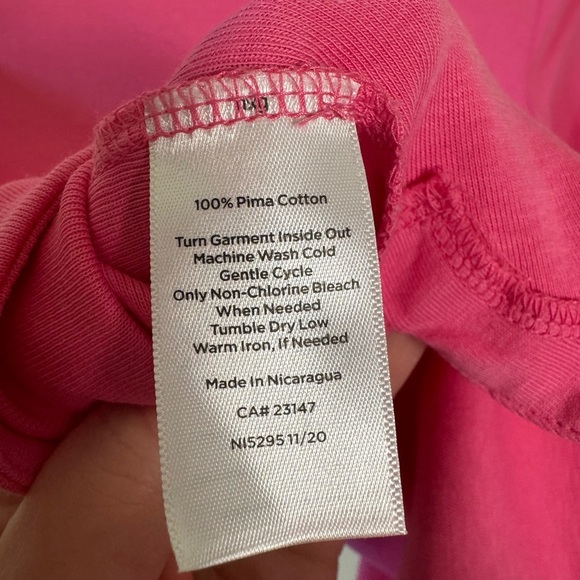 100% Pima Cotton
Turn Garment Inside Out
Machine Wash Cold
Gentle Cycle
Only Non-Chlorine Bleach
When Needed
Tumble Dry Low
Warm Iron, If Needed
Made In Nicaragua
CA# 23147
NI5295 11/20